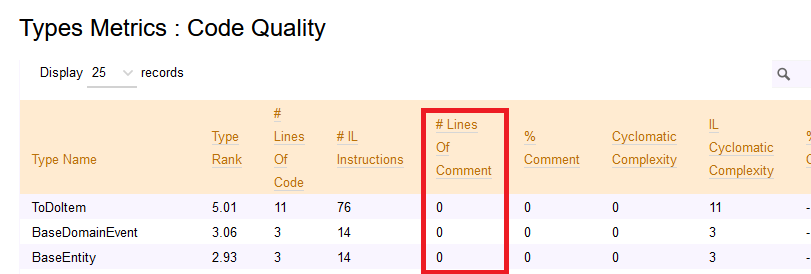 Types Metrics : Code Quality
Display 25 records
Type Name Type Rank # Lines Of Code # IL Instructions # Lines Of Comment % Comment Cyclomatic Complexity IL Cyclomatic Complexity %
ToDoItem 5.01 11 76 0 0 0 11 -
BaseDomainEvent 3.06 3 14 0 0 0 3 -
BaseEntity 2.93 3 14 0 0 0 3 -